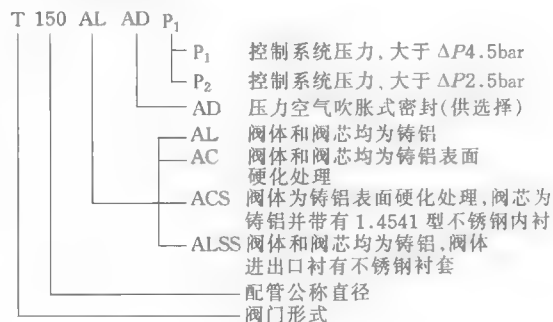 T 150 AL AD P₁
P₁ 控制系统压力,大于 ΔP4.5bar
P₂ 控制系统压力,大于 ΔP2.5bar
AD 压力空气吹胀式密封(供选择)
AL 阀体和阀芯均为铸铝
AC 阀体和阀芯均为铸铝表面
硬化处理
ACS 阀体为铸铝表面硬化处理,阀芯为
铸铝并带有 1.4541 型不锈钢内衬
ALSS 阀体和阀芯均为铸铝,阀体
进出口衬有不锈钢衬套
配管公称直径
阀门形式